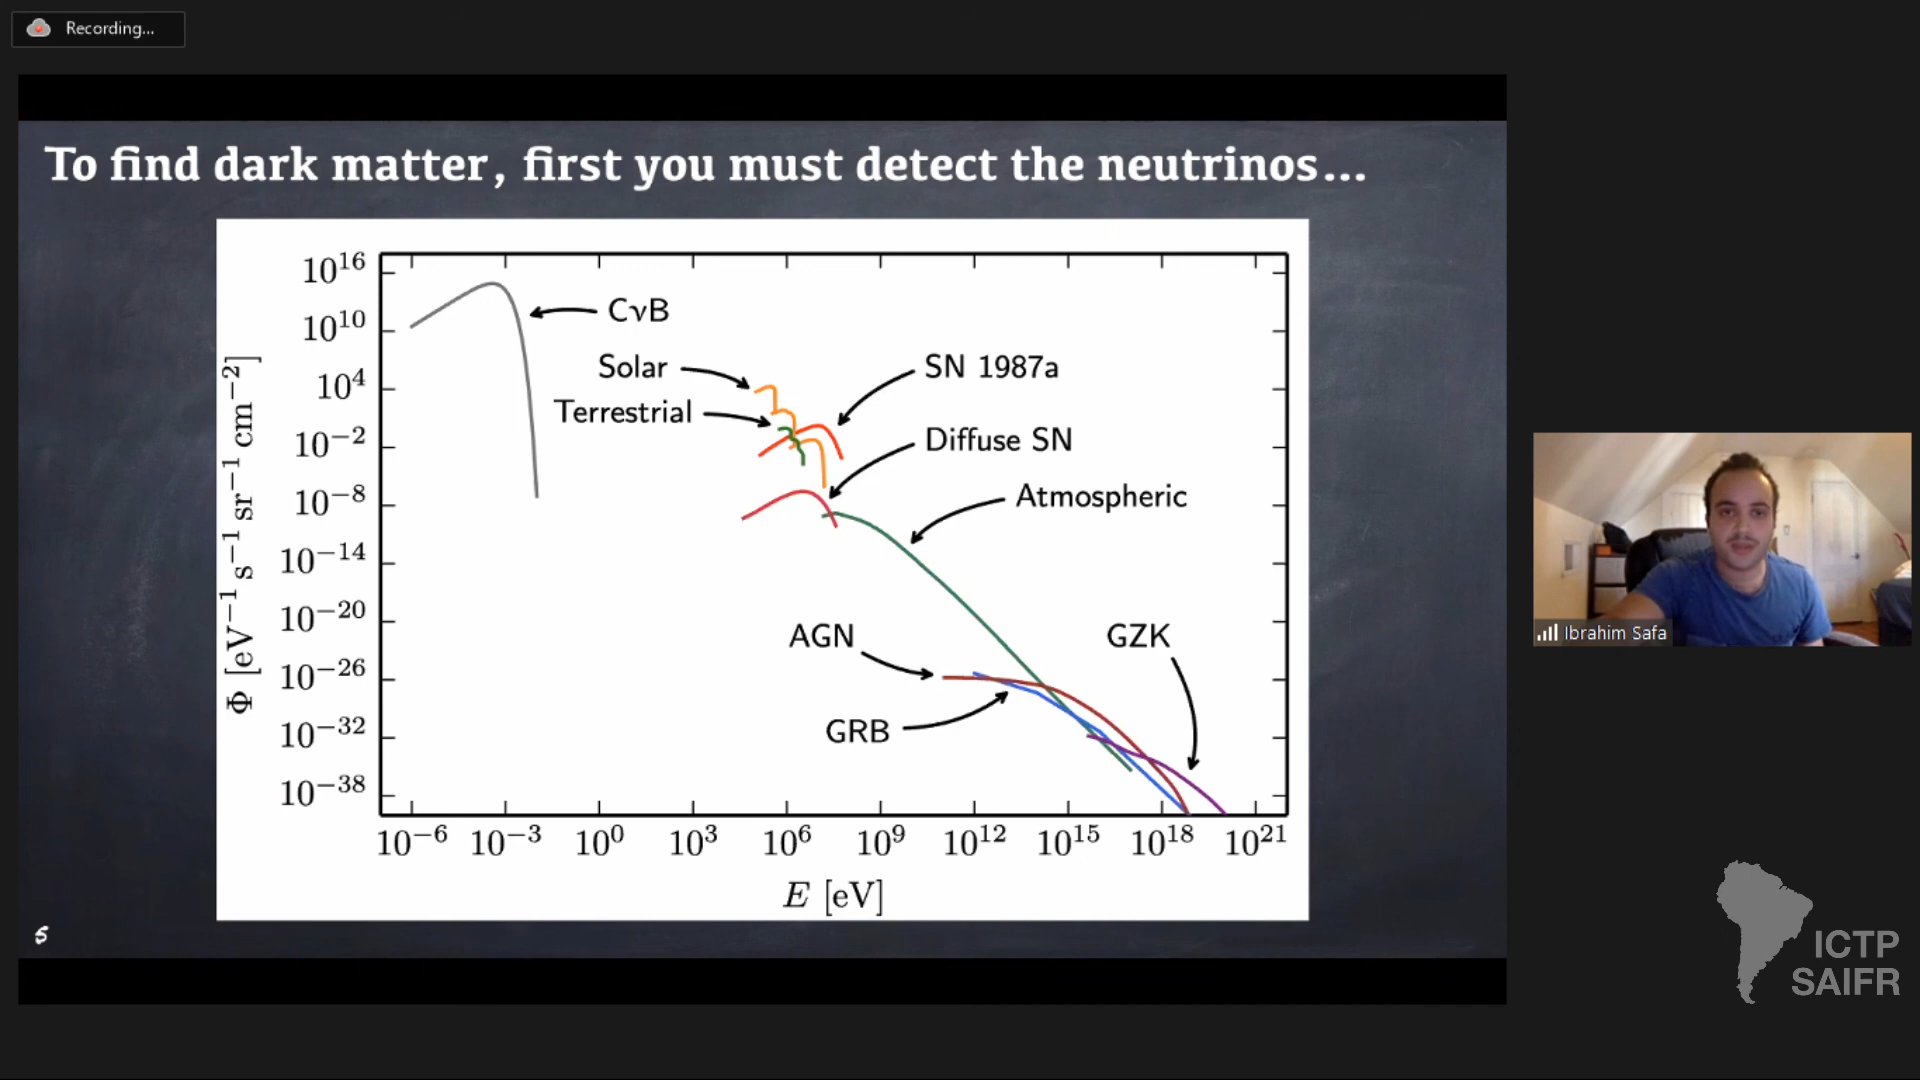 Recording...
To find dark matter, first you must detect the neutrinos...
10^16
10^10
10^4
10^−2
10^−8
10^−14
10^−20
10^−26
10^−32
10^−38
Φ [eV^−1 s^−1 sr^−1 cm^−2]
CνB
Solar
SN 1987a
Terrestrial
Diffuse SN
Atmospheric
AGN
GZK
GRB
10^−6 10^−3 10^0 10^3 10^6 10^9 10^12 10^15 10^18 10^21
E [eV]
5
Ibrahim Safa
ICTP
SAIFR